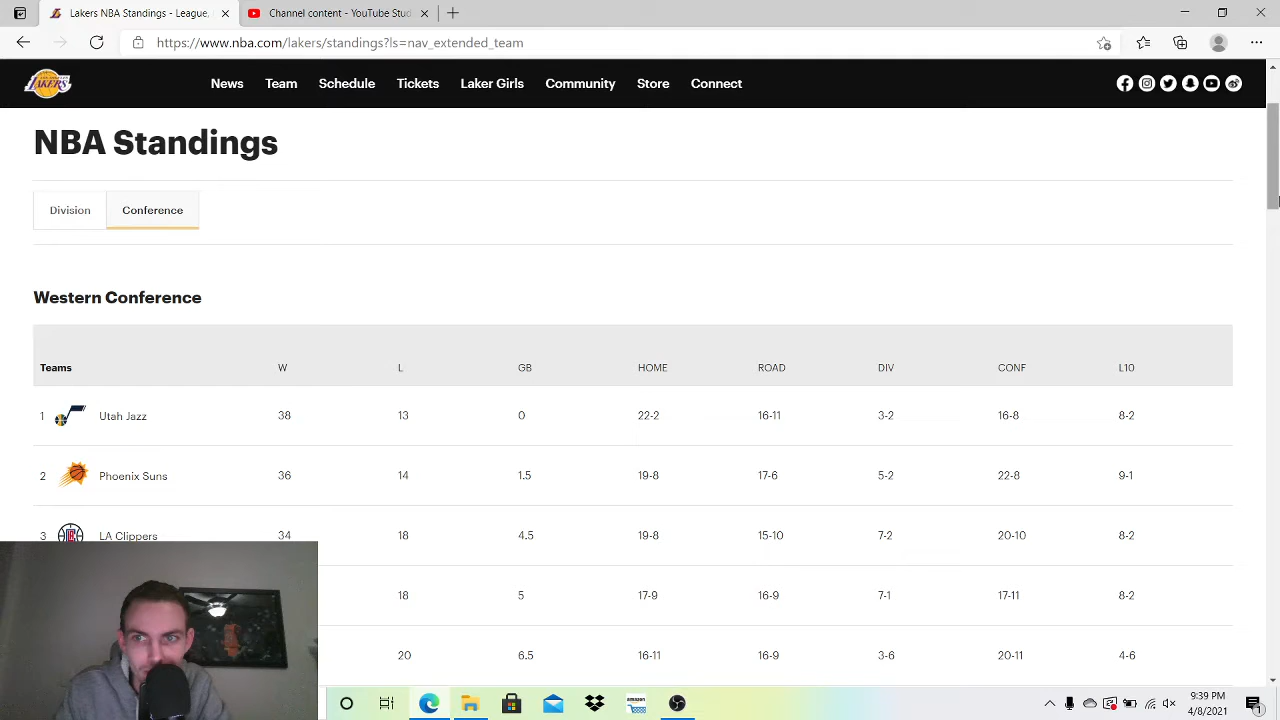 Lakers NBA Standings - League,
Channel content - YouTube Stud
https://www.nba.com/lakers/standings?ls=nav_extended_team
LAKERS
News Team Schedule Tickets Laker Girls Community Store Connect
NBA Standings
Division Conference
Western Conference
Teams W L GB HOME ROAD DIV CONF L10
1 Utah Jazz 38 13 0 22-2 16-11 3-2 16-8 8-2
2 Phoenix Suns 36 14 1.5 19-8 17-6 5-2 22-8 9-1
3 LA Clippers 34 18 4.5 19-8 15-10 7-2 20-10 8-2
18 5 17-9 16-9 7-1 17-11 8-2
20 6.5 16-11 16-9 3-6 20-11 4-6
amazon
9:39 PM
4/8/2021
1